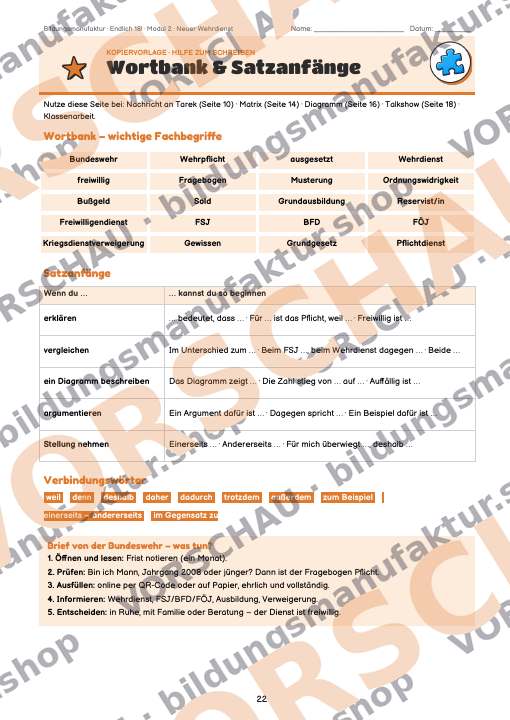 Bildungsmanufaktur · Endlich 18! · Modul 2 · Neuer Wehrdienst Name: Datum:
KOPIERVORLAGE · HILFE ZUM SCHREIBEN
Wortbank & Satzanfänge
Nutze diese Seite bei: Nachricht an Tarek (Seite 10) · Matrix (Seite 14) · Diagramm (Seite 16) · Talkshow (Seite 18) ·
Klassenarbeit.
Wortbank – wichtige Fachbegriffe
Bundeswehr Wehrpflicht ausgesetzt Wehrdienst
freiwillig Fragebogen Musterung Ordnungswidrigkeit
Bußgeld Sold Grundausbildung Reservist/in
Freiwilligendienst FSJ BFD FÖJ
Kriegsdienstverweigerung Gewissen Grundgesetz Pflichtdienst
Satzanfänge
Wenn du … … kannst du so beginnen
erklären … bedeutet, dass … · Für … ist das Pflicht, weil … · Freiwillig ist …
vergleichen Im Unterschied zum … · Beim FSJ …, beim Wehrdienst dagegen … · Beide …
ein Diagramm beschreiben Das Diagramm zeigt … · Die Zahl stieg von … auf … · Auffällig ist …
argumentieren Ein Argument dafür ist … · Dagegen spricht … · Ein Beispiel dafür ist …
Stellung nehmen Einerseits … · Andererseits … · Für mich überwiegt …, deshalb …
Verbindungswörter
weil denn deshalb daher dadurch trotzdem außerdem zum Beispiel
einerseits – andererseits im Gegensatz zu
Brief von der Bundeswehr – was tun?
1. Öffnen und lesen: Frist notieren (ein Monat).
2. Prüfen: Bin ich Mann, Jahrgang 2008 oder jünger? Dann ist der Fragebogen Pflicht.
3. Ausfüllen: online per QR-Code oder auf Papier, ehrlich und vollständig.
4. Informieren: Wehrdienst, FSJ/BFD/FÖJ, Ausbildung, Verweigerung.
5. Entscheiden: in Ruhe, mit Familie oder Beratung – der Dienst ist freiwillig.
22
VORSCHAU · bildungsmanufaktur.shop
VORSCHAU